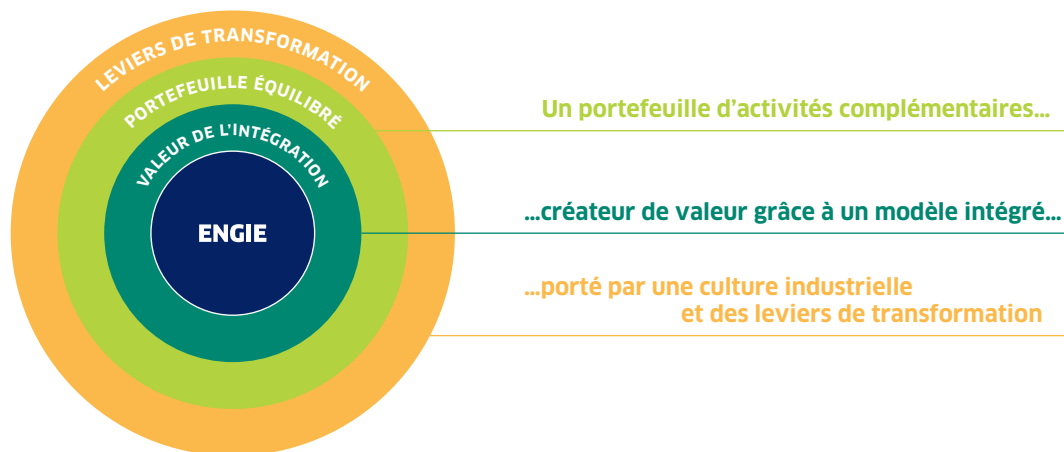 LEVIERS DE TRANSFORMATION
PORTEFEUILLE ÉQUILIBRÉ
VALEUR DE L'INTÉGRATION
ENGIE
Un portefeuille d'activités complémentaires...
...créateur de valeur grâce à un modèle intégré...
...porté par une culture industrielle
et des leviers de transformation